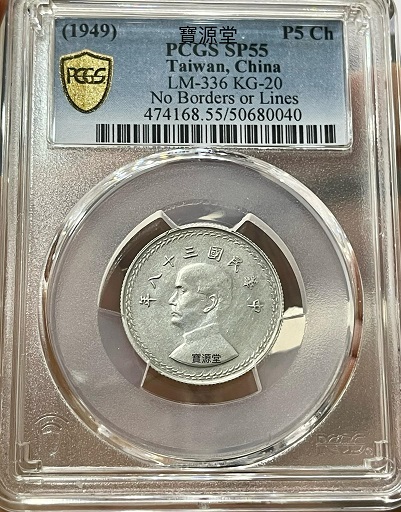 (1949) P5 Ch
寶源堂
PCGS SP55
Taiwan, China
LM-336 KG-20
No Borders or Lines
474168.55/50680040
PCGS
年八十三國民華中
寶源堂
PCGS